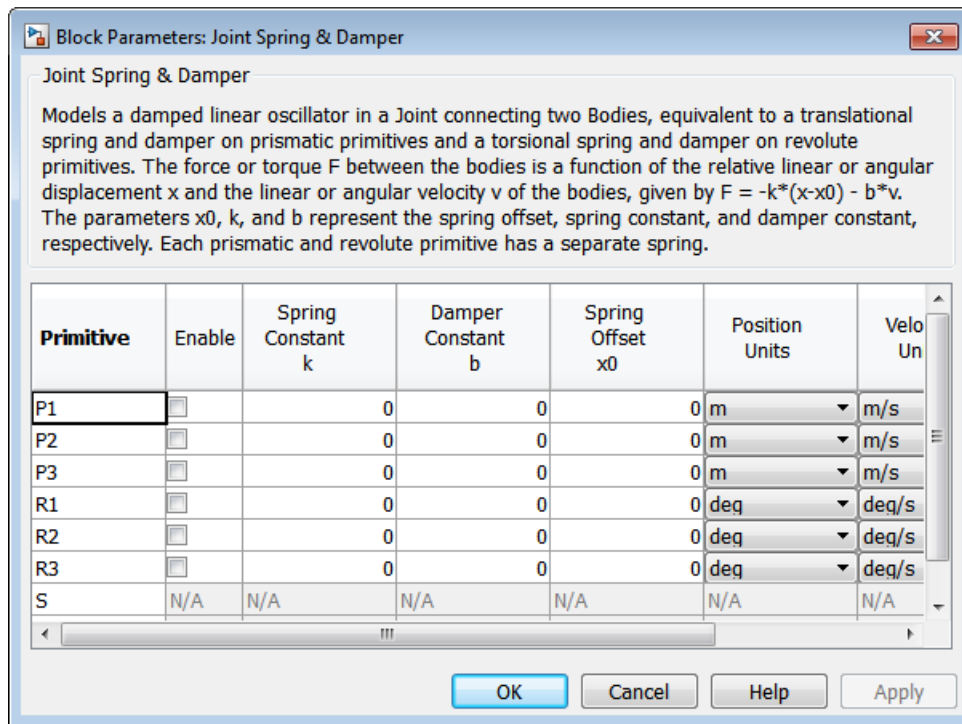 Block Parameters: Joint Spring & Damper
Joint Spring & Damper
Models a damped linear oscillator in a Joint connecting two Bodies, equivalent to a translational
spring and damper on prismatic primitives and a torsional spring and damper on revolute
primitives. The force or torque F between the bodies is a function of the relative linear or angular
displacement x and the linear or angular velocity v of the bodies, given by F = -k*(x-x0) - b*v.
The parameters x0, k, and b represent the spring offset, spring constant, and damper constant,
respectively. Each prismatic and revolute primitive has a separate spring.
Primitive Enable Spring Constant k Damper Constant b Spring Offset x0 Position Units Velo Un
P1 0 0 0 m m/s
P2 0 0 0 m m/s
P3 0 0 0 m m/s
R1 0 0 0 deg deg/s
R2 0 0 0 deg deg/s
R3 0 0 0 deg deg/s
S N/A N/A N/A N/A N/A N/A
OK Cancel Help Apply